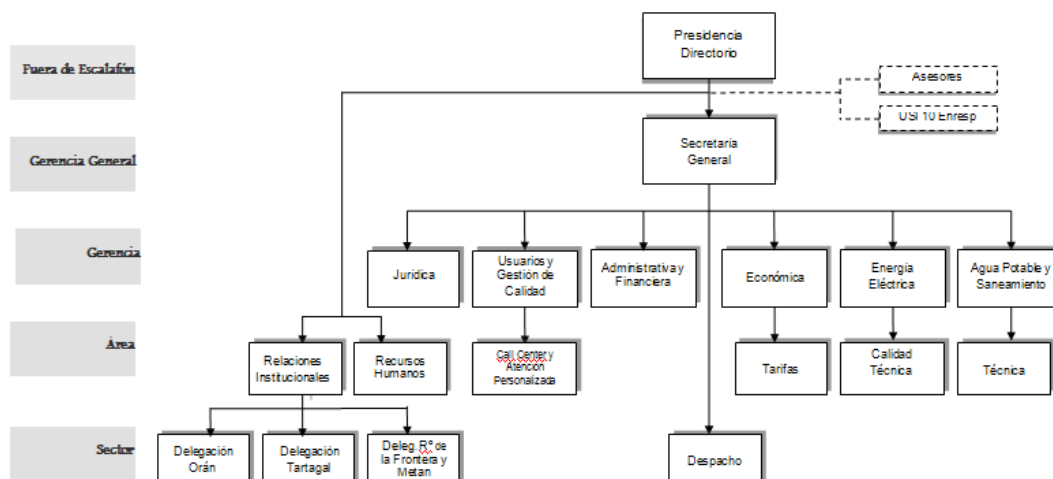 Presidencia
Directorio
Fuera de Escalafón
Asesores
USI 10 Enresp
Gerencia General
Secretaría
General
Gerencia
Jurídica
Usuarios y
Gestión de
Calidad
Administrativa y
Financiera
Económica
Energía
Eléctrica
Agua Potable y
Saneamiento
Área
Relaciones
Institucionales
Recursos
Humanos
Call Center y
Atención
Personalizada
Tarifas
Calidad
Técnica
Técnica
Sector
Delegación
Orán
Delegación
Tartagal
Deleg. Rº de
la Frontera y
Metan
Despacho